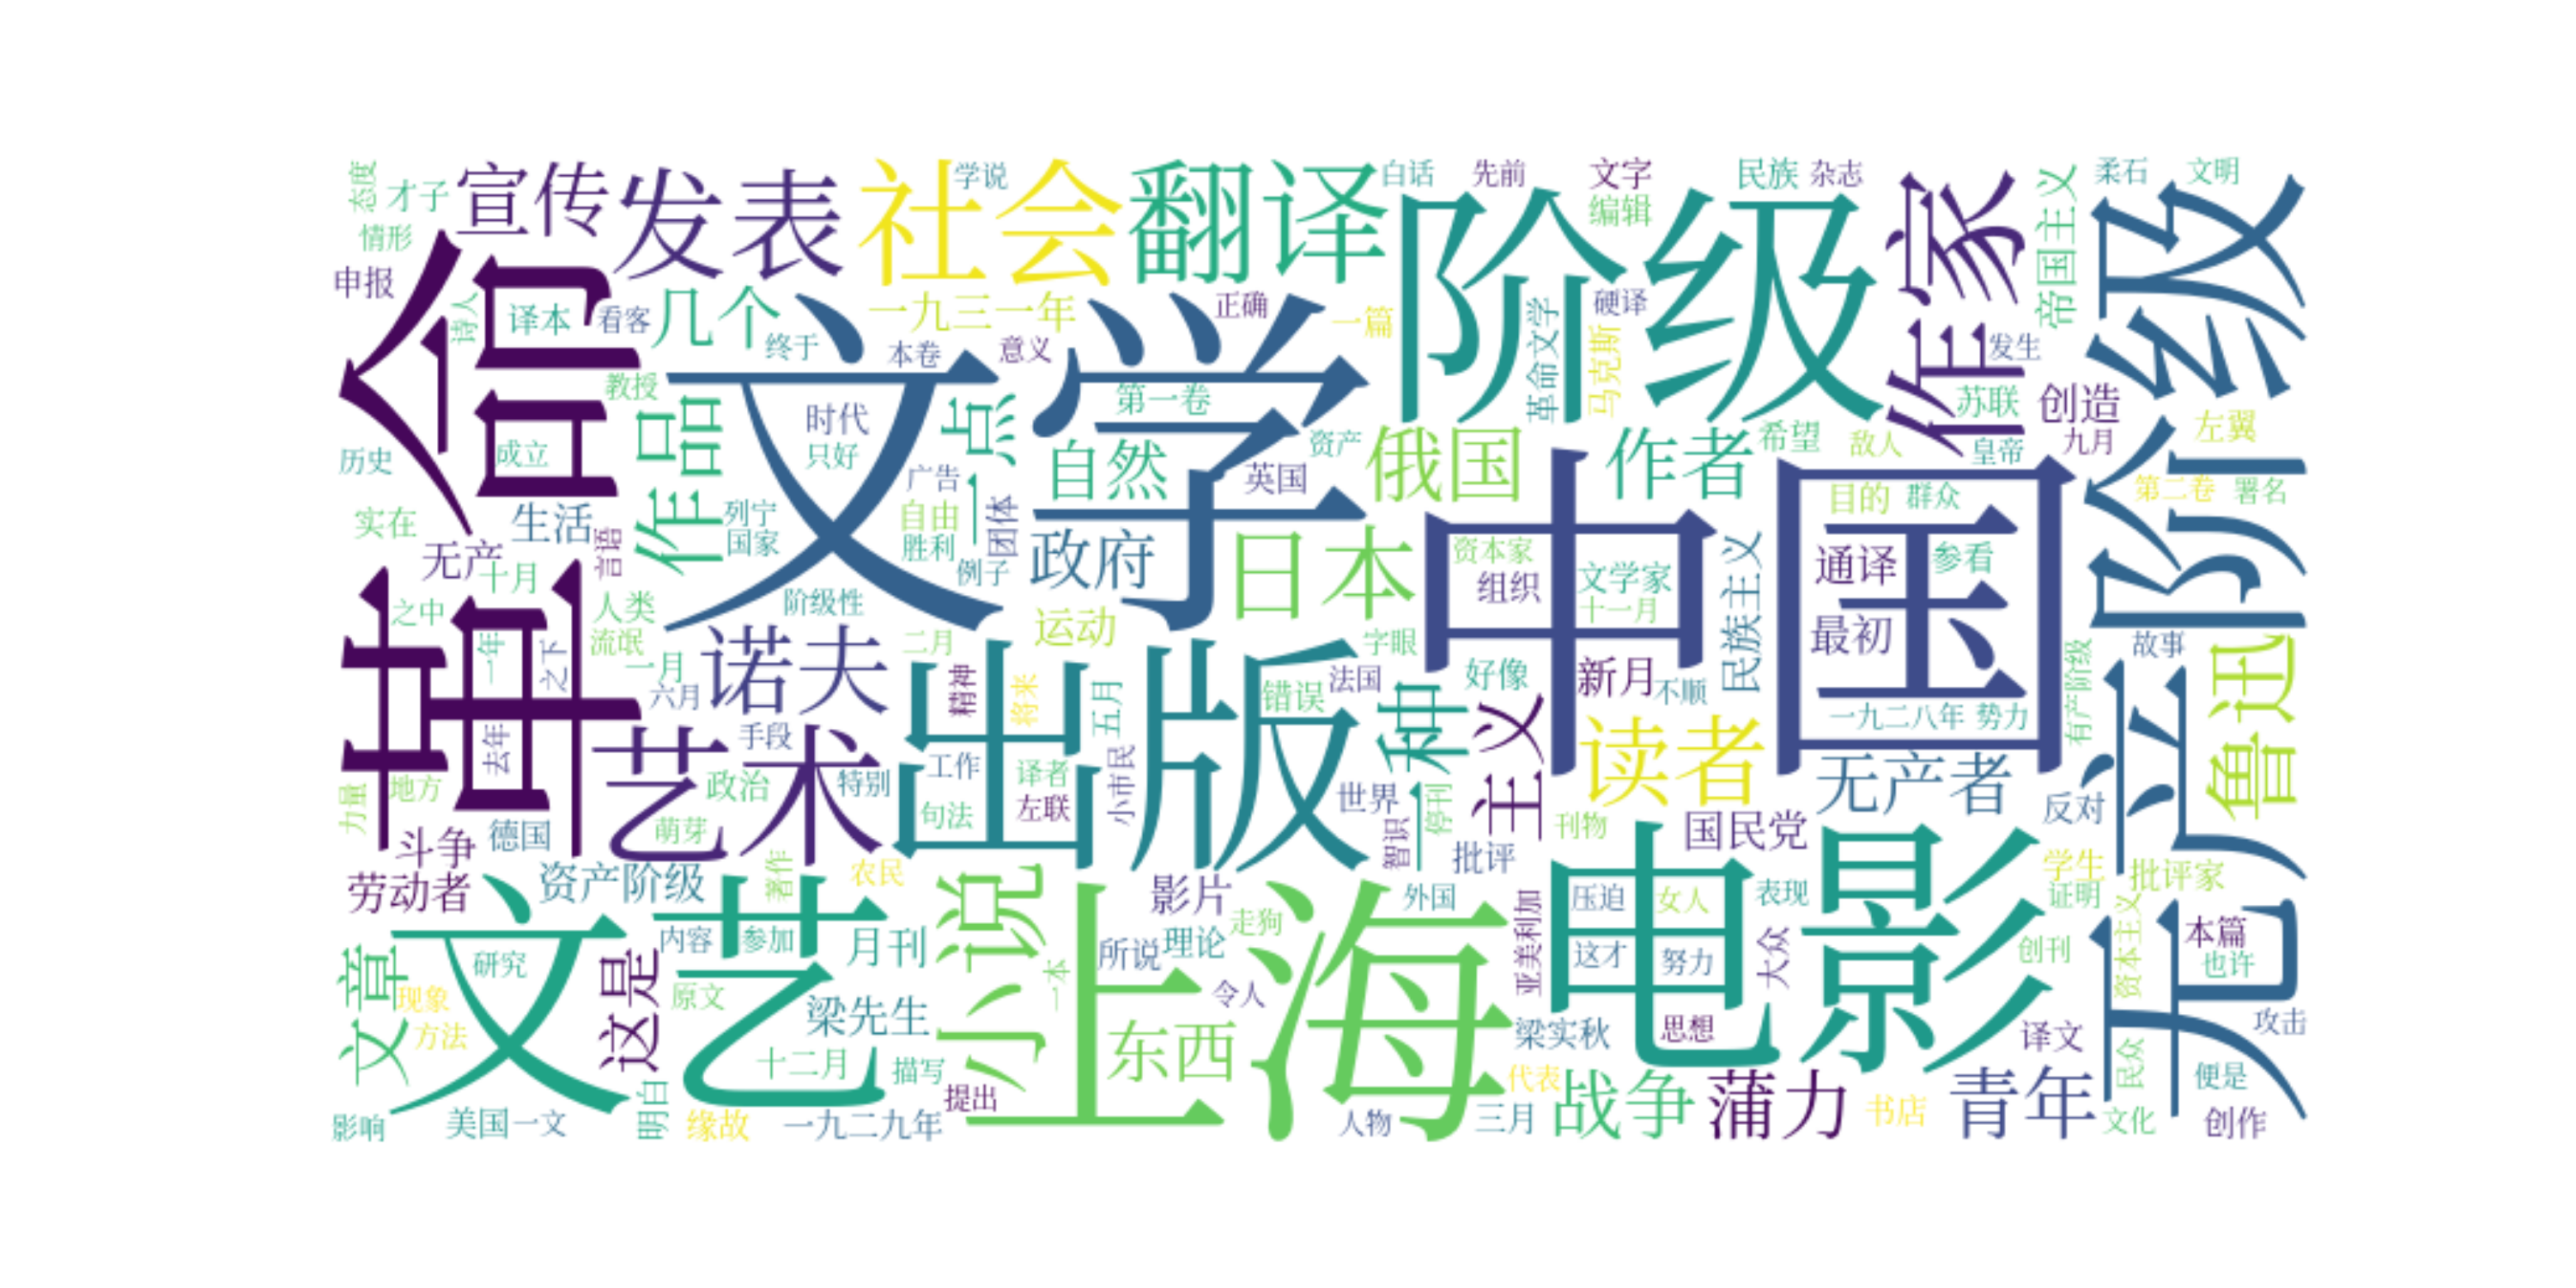 态度
才子
情形
申报
宣传
发表
社会
学说
翻译
白话
先前
文字
编辑
民族
杂志
作家
帝国主义
柔石
文明
革命
诗人
译本
看客
几个
终于
一九三一年
本卷
意义
正确
一篇
阶级
革命文学
硬译
马克斯
发生
苏联
创造
九月
无产阶级
左翼
教授
作品
时代
只好
文学
一点
第一卷
自然
英国
资产
俄国
作者
希望
敌人
皇帝
第二卷
署名
历史
成立
实在
生活
无产
言语
十月
列宁
国家
广告
自由
胜利
团体
例子
政府
日本
中国
资本家
组织
文学家
十一月
民族主义
目的
群众
通译
参看
最初
一九二八年
势力
有产阶级
故事
鲁迅
之中
一年
之下
人类
流氓
一月
六月
阶级性
诺夫
二月
运动
字眼
去年
手段
精神
将来
五月
出版
错误
法国
一种
好像
新月
不顺
主义
读者
无产者
反对
力量
地方
斗争
德国
艺术
政治
特别
萌芽
工作
句法
译者
左联
小市民
世界
智识
停刊
批评
刊物
国民党
学生
证明
批评家
劳动者
资产阶级
著作
农民
小说
影片
走狗
外国
电影
压迫
女人
表现
这才
努力
大众
亚美利加
创刊
资本主义
本篇
也许
攻击
文章
现象
方法
研究
文艺
这是
内容
参加
月刊
原文
梁先生
十二月
描写
一本
所说
理论
令人
上海
东西
梁实秋
思想
译文
民众
便是
影响
美国一文
明白
缘故
一九二九年
提出
人物
代表
三月
战争
蒲力
书店
青年
文化
创作